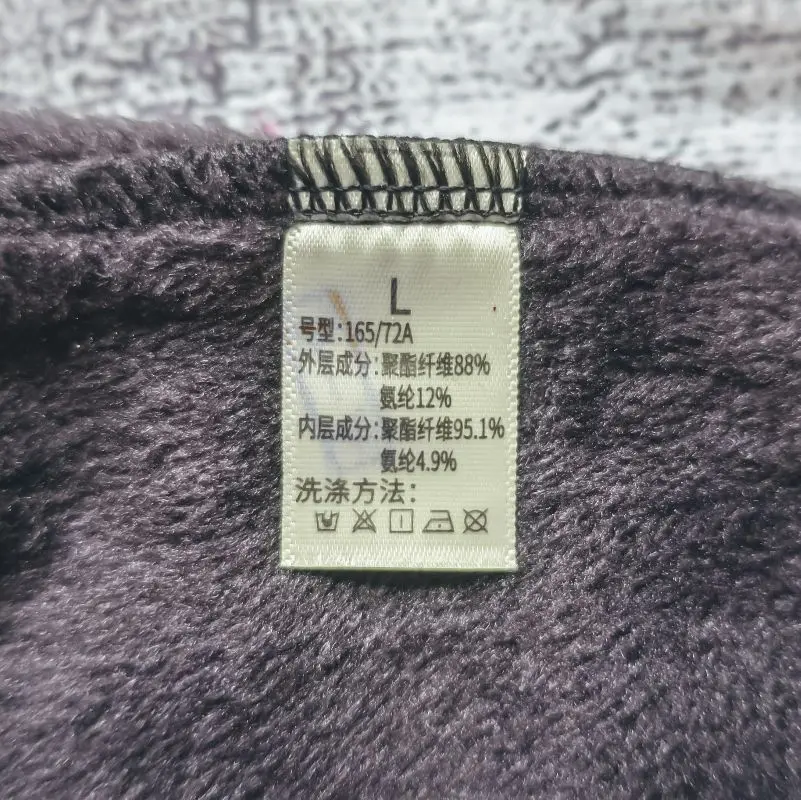 L
号型:165/72A
外层成分:聚酯纤维88%
氨纶12%
内层成分:聚酯纤维95.1%
氨纶4.9%
洗涤方法: